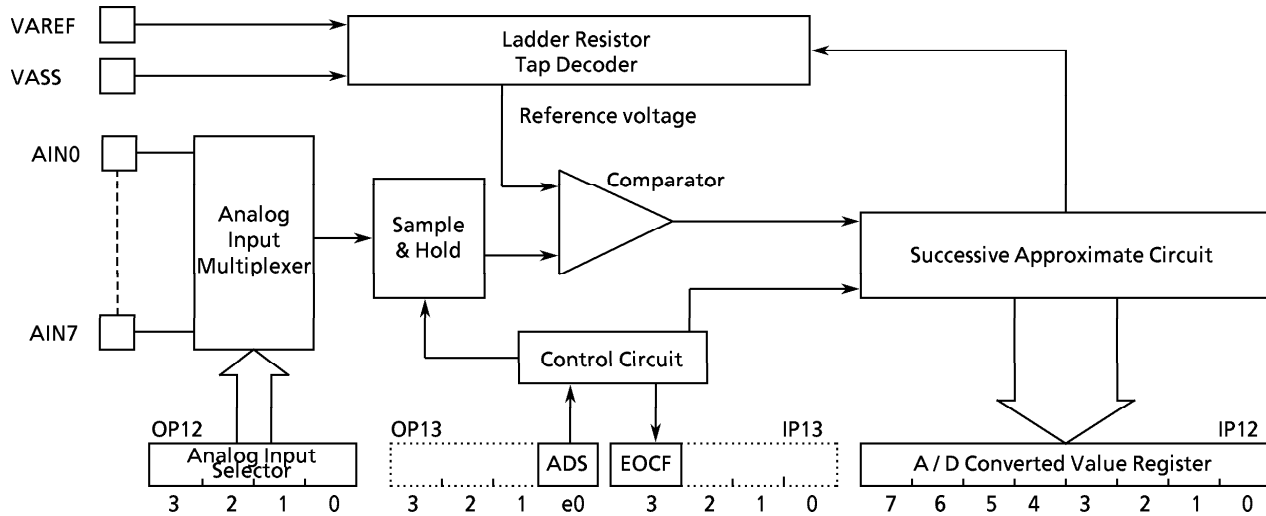 VAREF
VASS
Ladder Resistor
Tap Decoder
Reference voltage
AIN0
AIN7
Analog
Input
Multiplexer
Sample
& Hold
Comparator
Successive Approximate Circuit
Control Circuit
OP12
Analog Input
Selector
3 2 1 0
OP13
ADS
3 2 1 e0
IP13
EOCF
3 2 1 0
IP12
A / D Converted Value Register
7 6 5 4 3 2 1 0